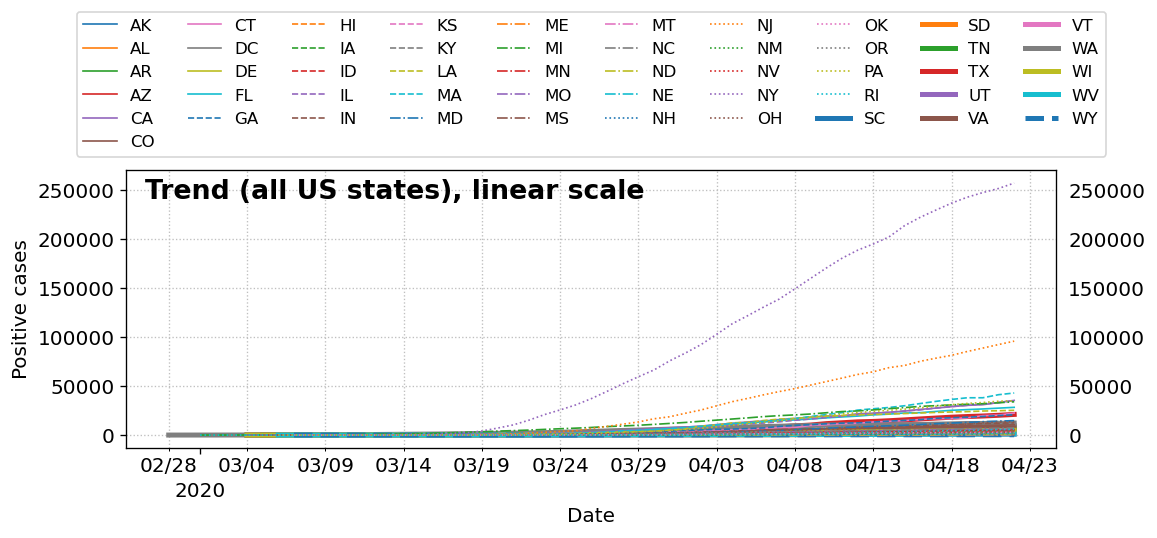 AK CT HI KS ME MT NJ OK SD VT
AL DC IA KY MI NC NM OR TN WA
AR DE ID LA MN ND NV PA TX WI
AZ FL IL MA MO NE NY RI UT WV
CA GA IN MD MS NH OH SC VA WY
CO
Trend (all US states), linear scale
250000 250000
200000 200000
150000 150000
100000 100000
50000 50000
0 0
Positive cases
02/28 03/04 03/09 03/14 03/19 03/24 03/29 04/03 04/08 04/13 04/18 04/23
2020
Date